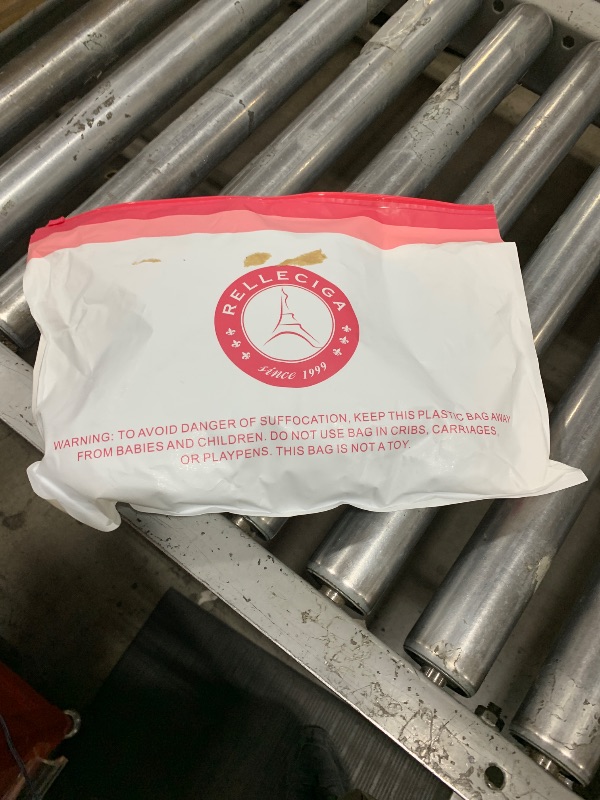 RELLECIGA
since 1999
WARNING: TO AVOID DANGER OF SUFFOCATION, KEEP THIS PLASTIC BAG AWAY
FROM BABIES AND CHILDREN. DO NOT USE BAG IN CRIBS, CARRIAGES,
OR PLAYPENS. THIS BAG IS NOT A TOY.